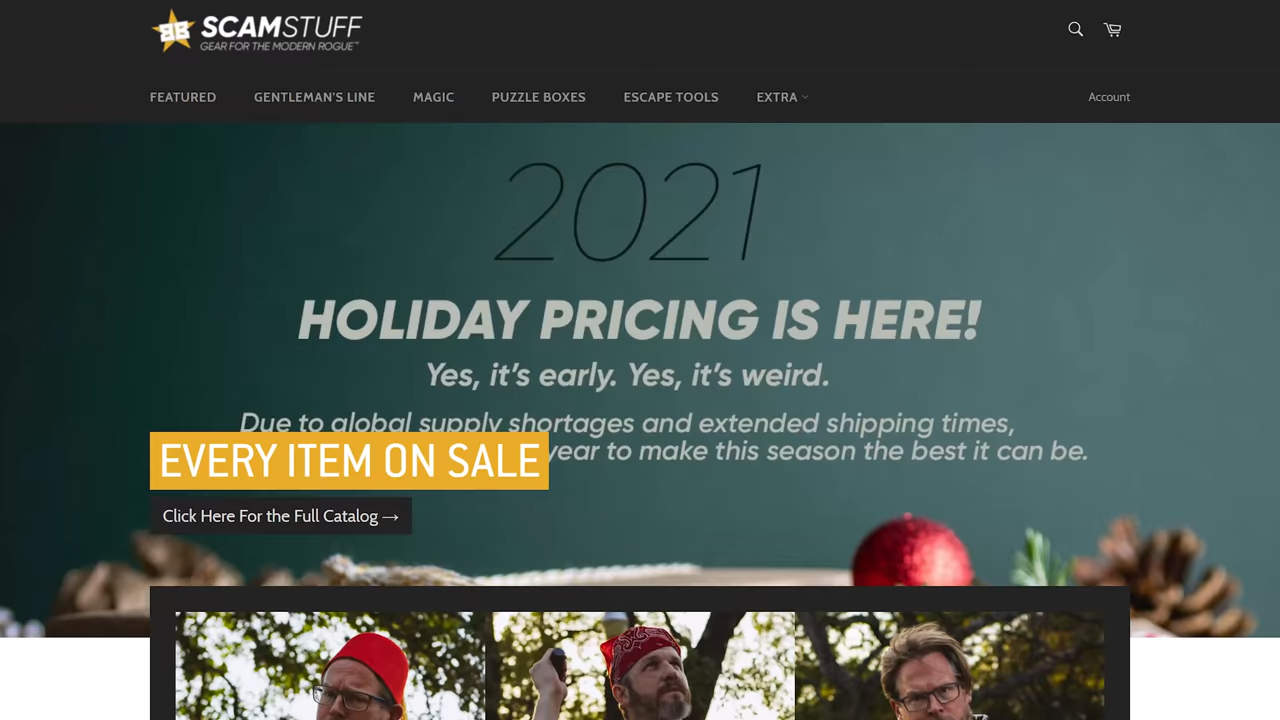 BB SCAMSTUFF
GEAR FOR THE MODERN ROGUE™
FEATURED GENTLEMAN'S LINE MAGIC PUZZLE BOXES ESCAPE TOOLS EXTRA Account
2021
HOLIDAY PRICING IS HERE!
Yes, it's early. Yes, it's weird.
Due to global supply shortages and extended shipping times,
year to make this season the best it can be.
EVERY ITEM ON SALE
Click Here For the Full Catalog →